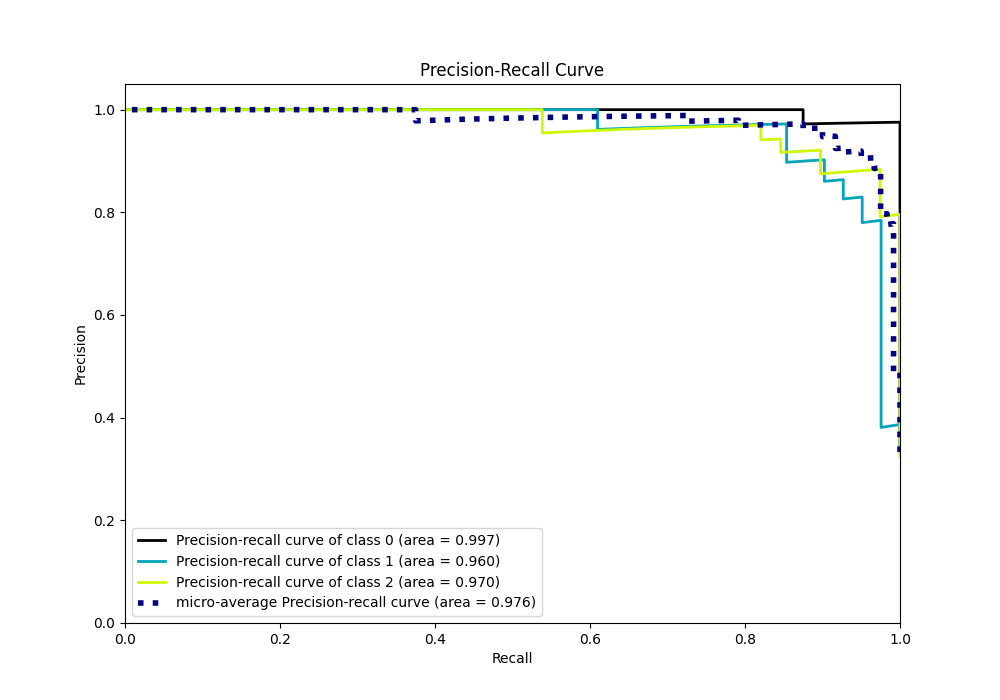 Precision-Recall Curve
1.0
0.8
0.6
0.4
0.2
0.0
Precision
Precision-recall curve of class 0 (area = 0.997)
Precision-recall curve of class 1 (area = 0.960)
Precision-recall curve of class 2 (area = 0.970)
micro-average Precision-recall curve (area = 0.976)
0.0 0.2 0.4 0.6 0.8 1.0
Recall